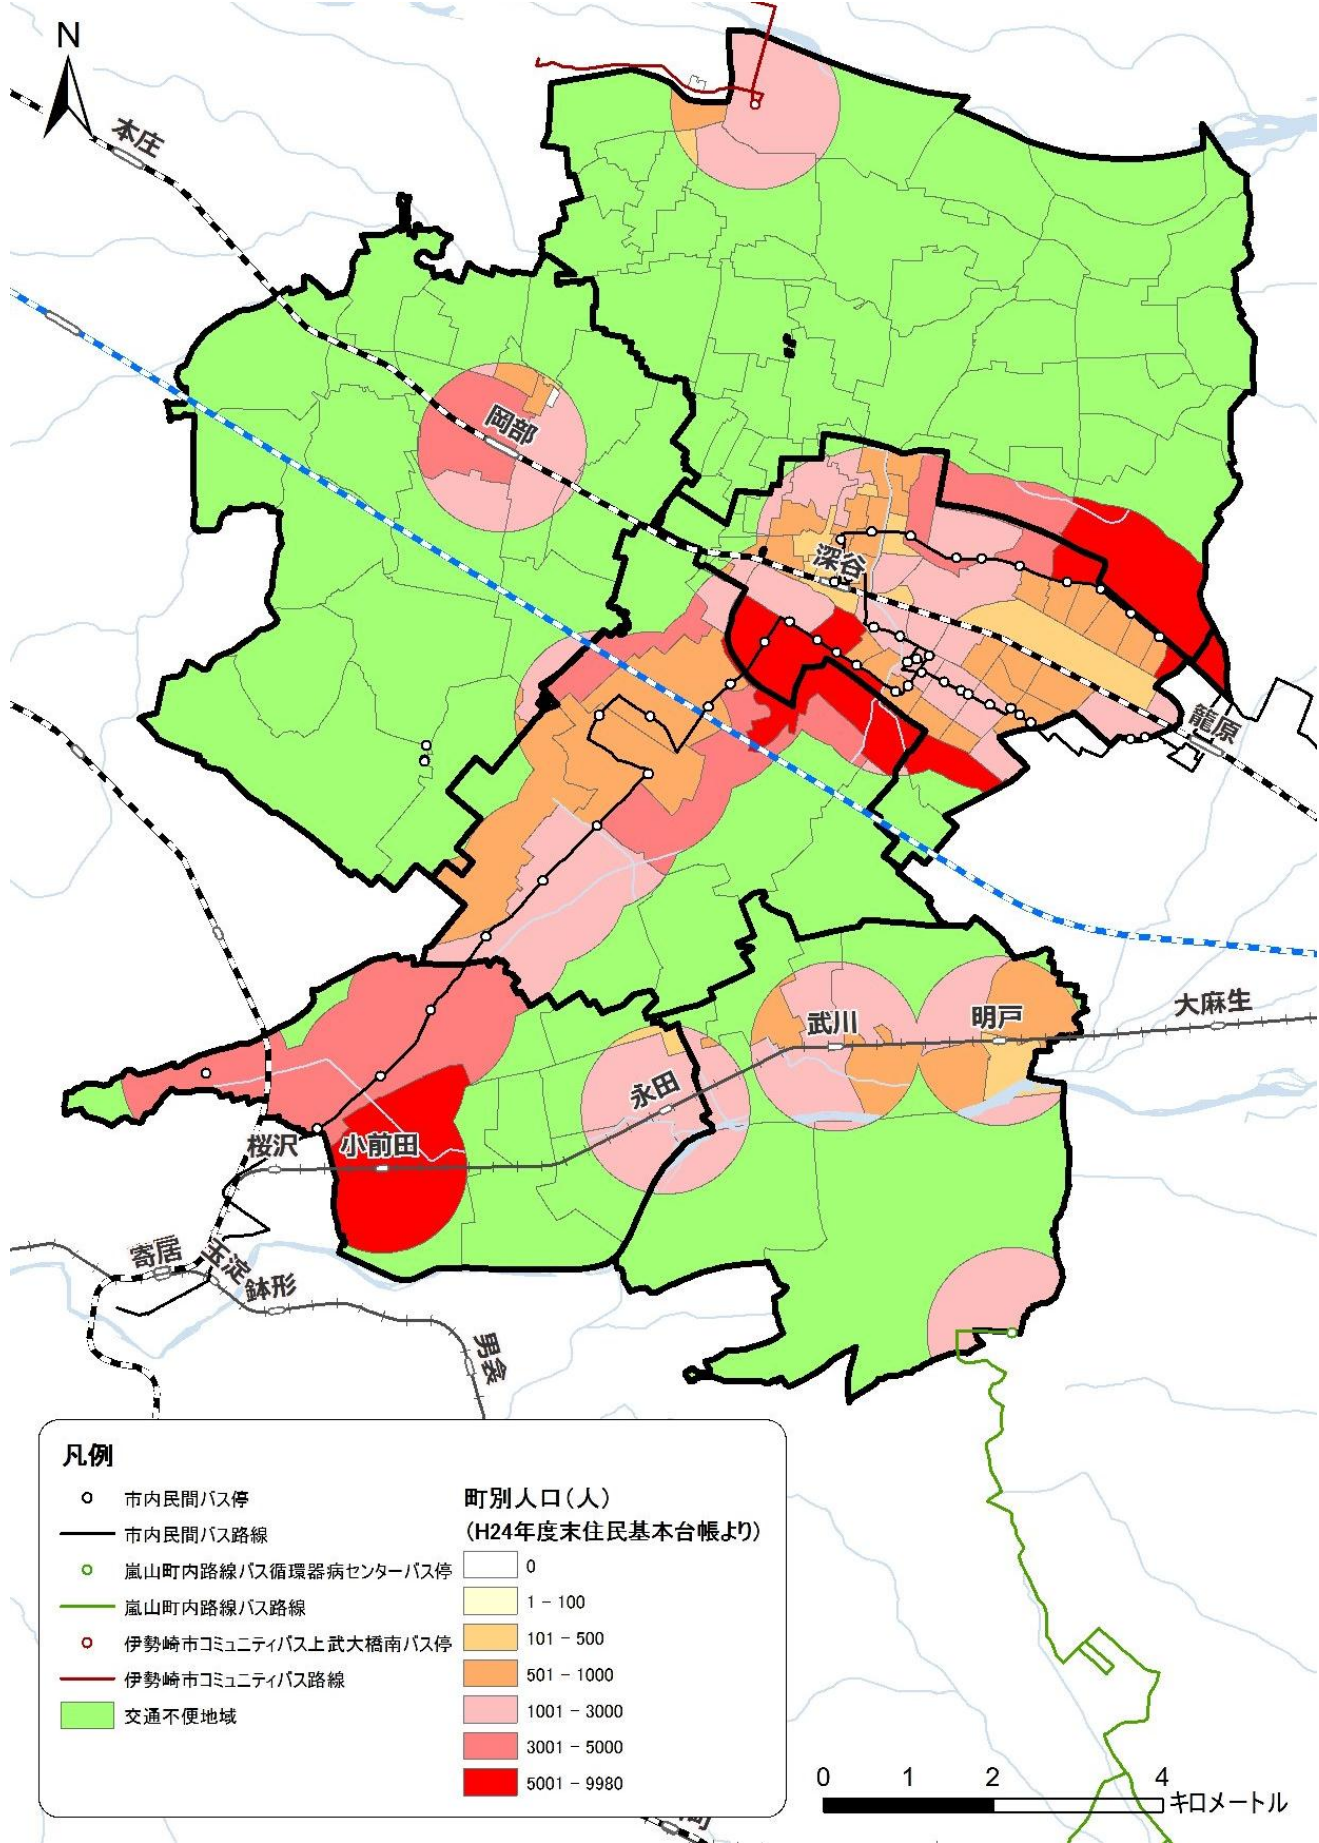 N
本庄
岡部
深谷
籠原
大麻生
武川
明戸
永田
桜沢
小前田
寄居
玉淀
鉢形
男衾
凡例
市内民間バス停
市内民間バス路線
嵐山町内路線バス循環器病センターバス停
嵐山町内路線バス路線
伊勢崎市コミュニティバス上武大橋南バス停
伊勢崎市コミュニティバス路線
交通不便地域
町別人口(人)
(H24年度末住民基本台帳より)
0
1 - 100
101 - 500
501 - 1000
1001 - 3000
3001 - 5000
5001 - 9980
0 1 2 4
キロメートル